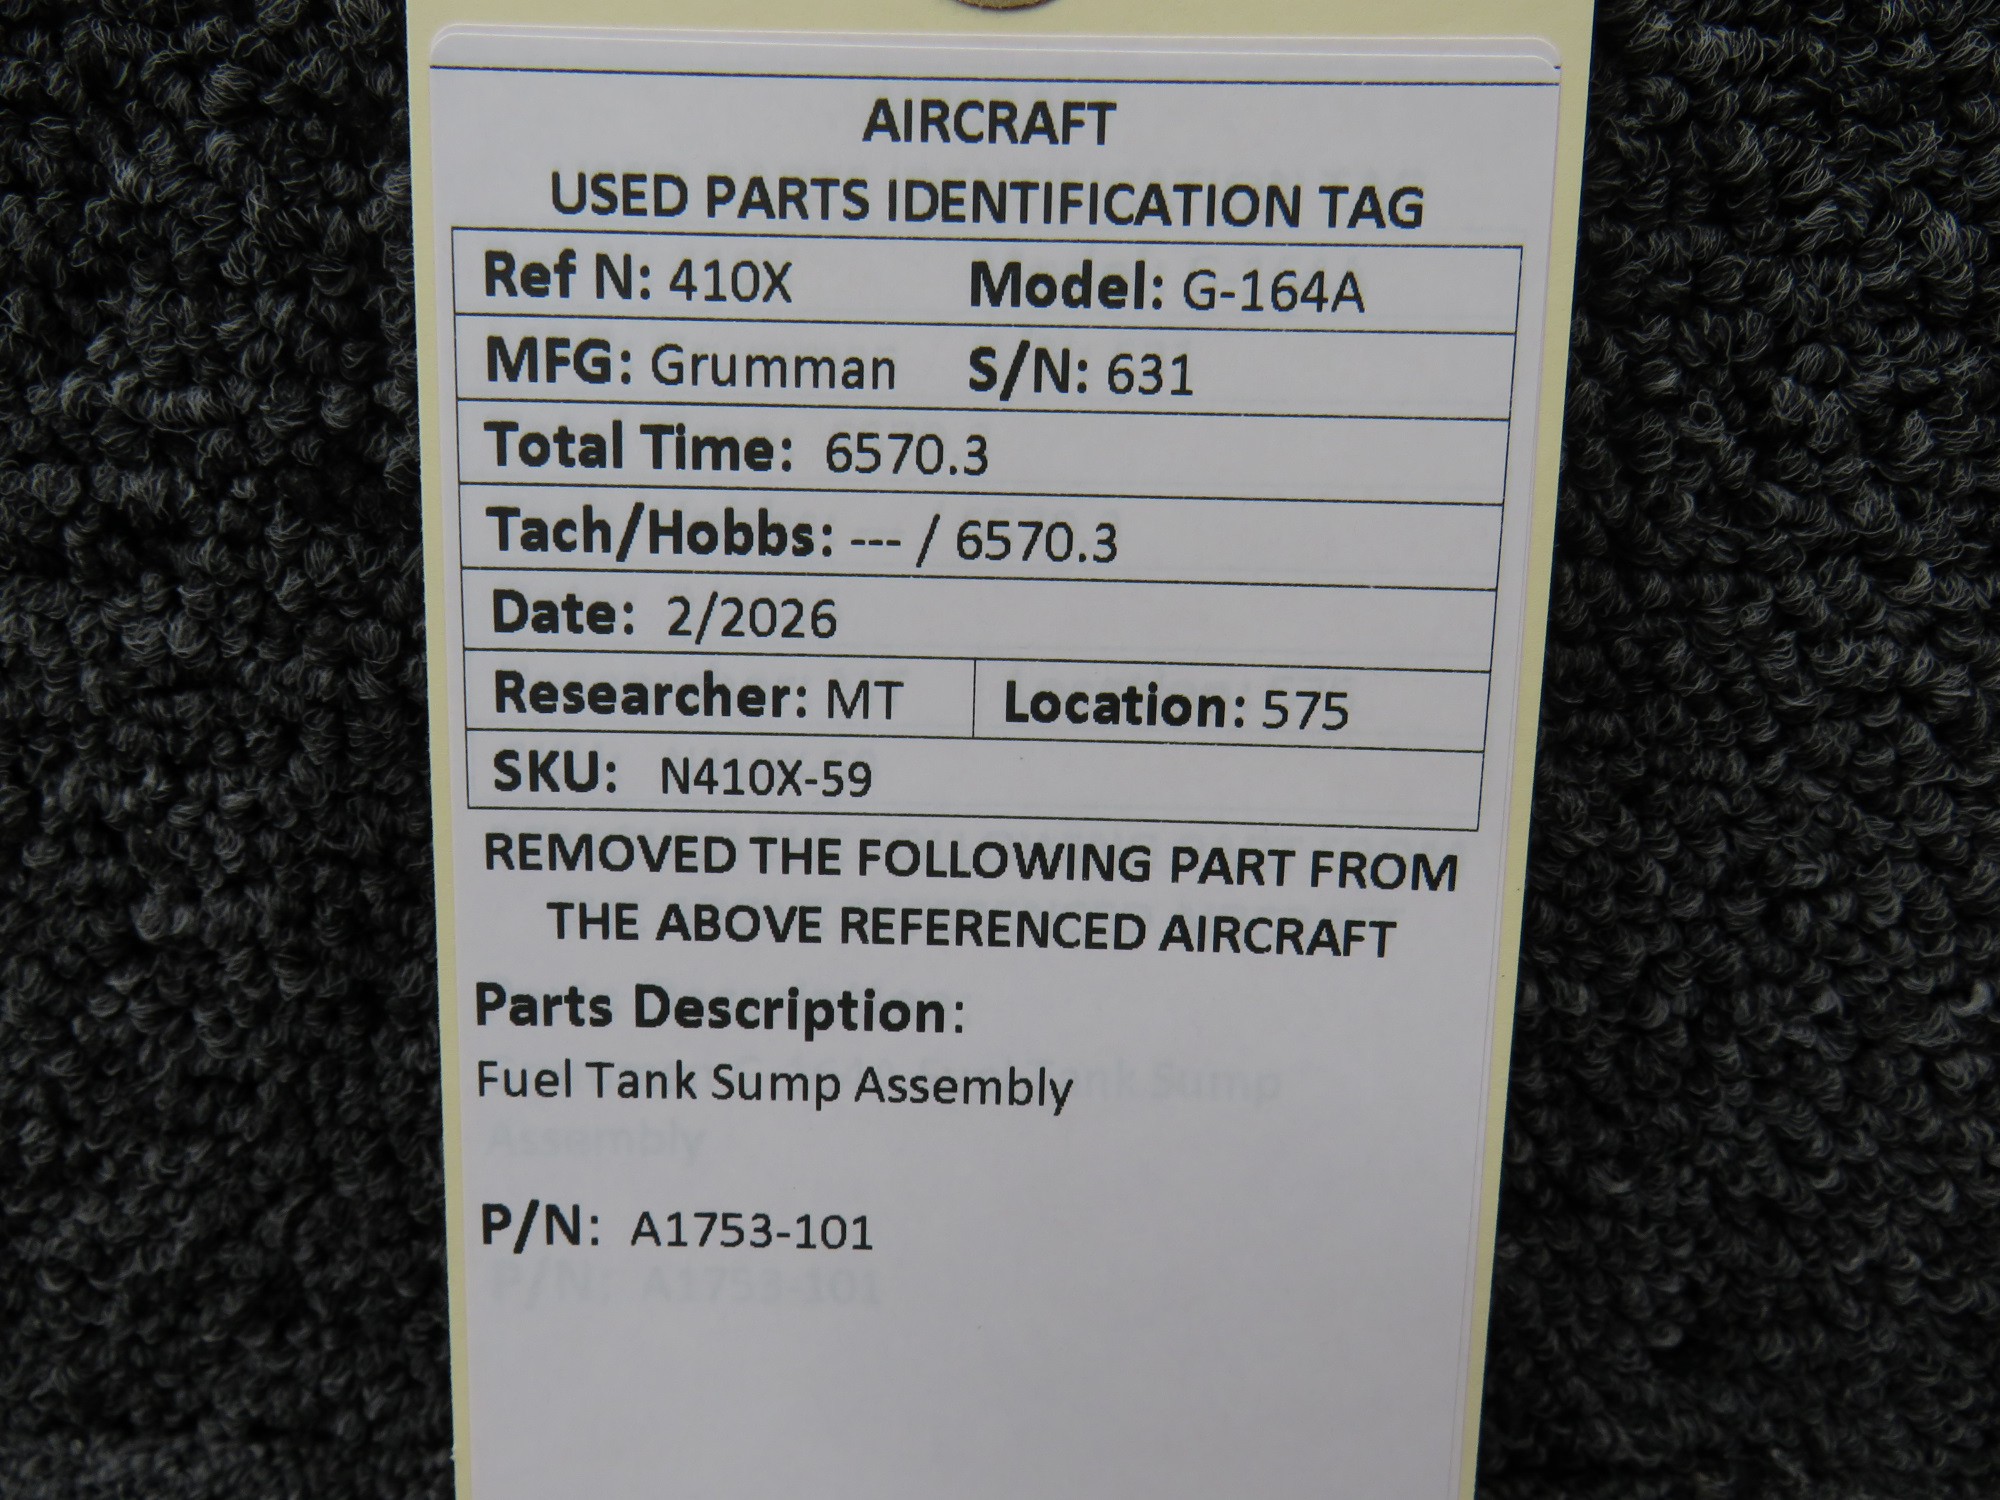 AIRCRAFT
USED PARTS IDENTIFICATION TAG
Ref N: 410X Model: G-164A
MFG: Grumman S/N: 631
Total Time: 6570.3
Tach/Hobbs: --- / 6570.3
Date: 2/2026
Researcher: MT Location: 575
SKU: N410X-59
REMOVED THE FOLLOWING PART FROM
THE ABOVE REFERENCED AIRCRAFT
Parts Description:
Fuel Tank Sump Assembly
P/N: A1753-101